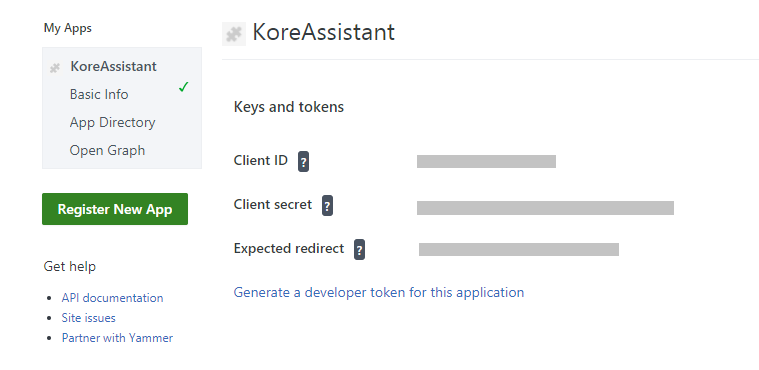 My Apps
KoreAssistant
Basic Info
App Directory
Open Graph
Register New App
Get help
API documentation
Site issues
Partner with Yammer
KoreAssistant
Keys and tokens
Client ID ?
Client secret ?
Expected redirect ?
Generate a developer token for this application